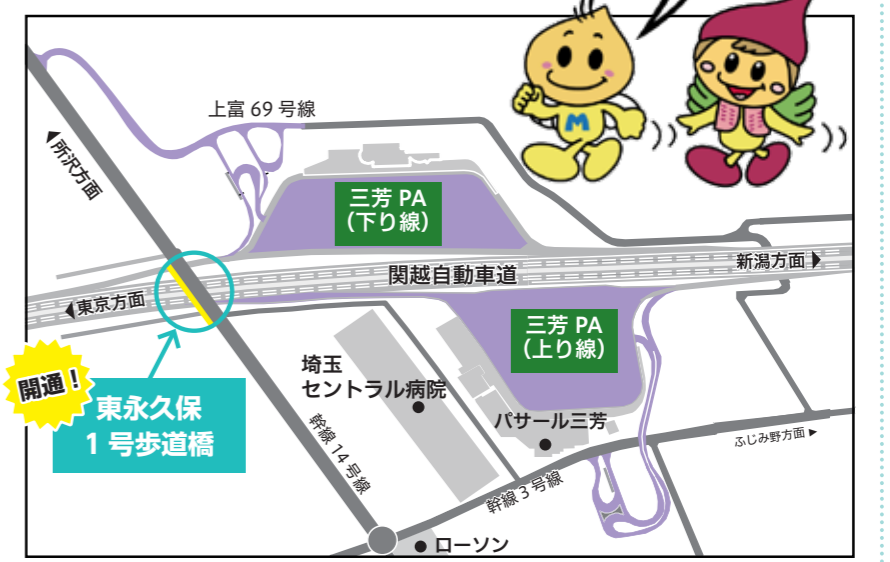 M
上富 69 号線
◀所沢方面
三芳 PA
(下り線)
新潟方面▶
関越自動車道
◀東京方面
三芳 PA
(上り線)
開通!
東永久保
1 号歩道橋
埼玉
セントラル病院
パサール三芳
ふじみ野方面▶
幹線 14 号線
幹線 3 号線
ローソン